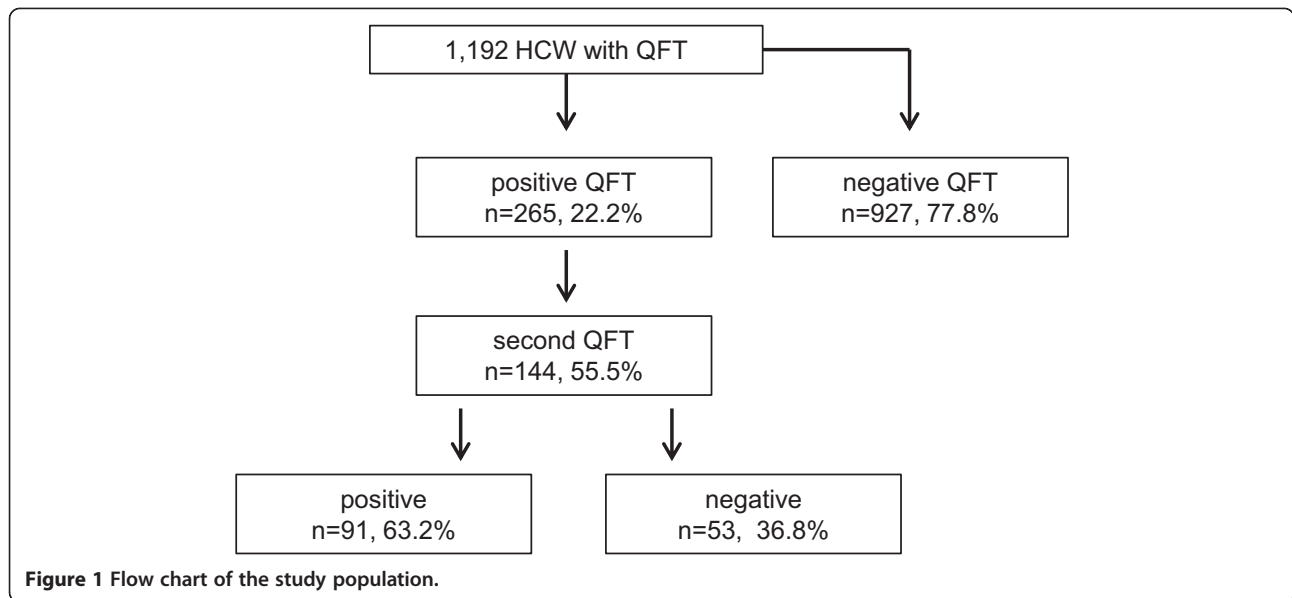 1,192 HCW with QFT
positive QFT
n=265, 22.2%
negative QFT
n=927, 77.8%
second QFT
n=144, 55.5%
positive
n=91, 63.2%
negative
n=53, 36.8%
Figure 1 Flow chart of the study population.